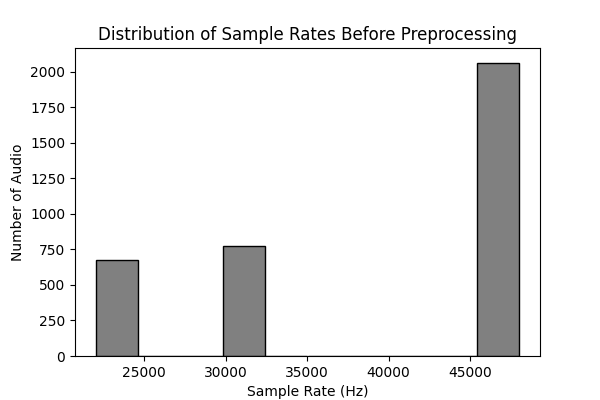 Distribution of Sample Rates Before Preprocessing
Number of Audio
2000
1750
1500
1250
1000
750
500
250
0
25000 30000 35000 40000 45000
Sample Rate (Hz)